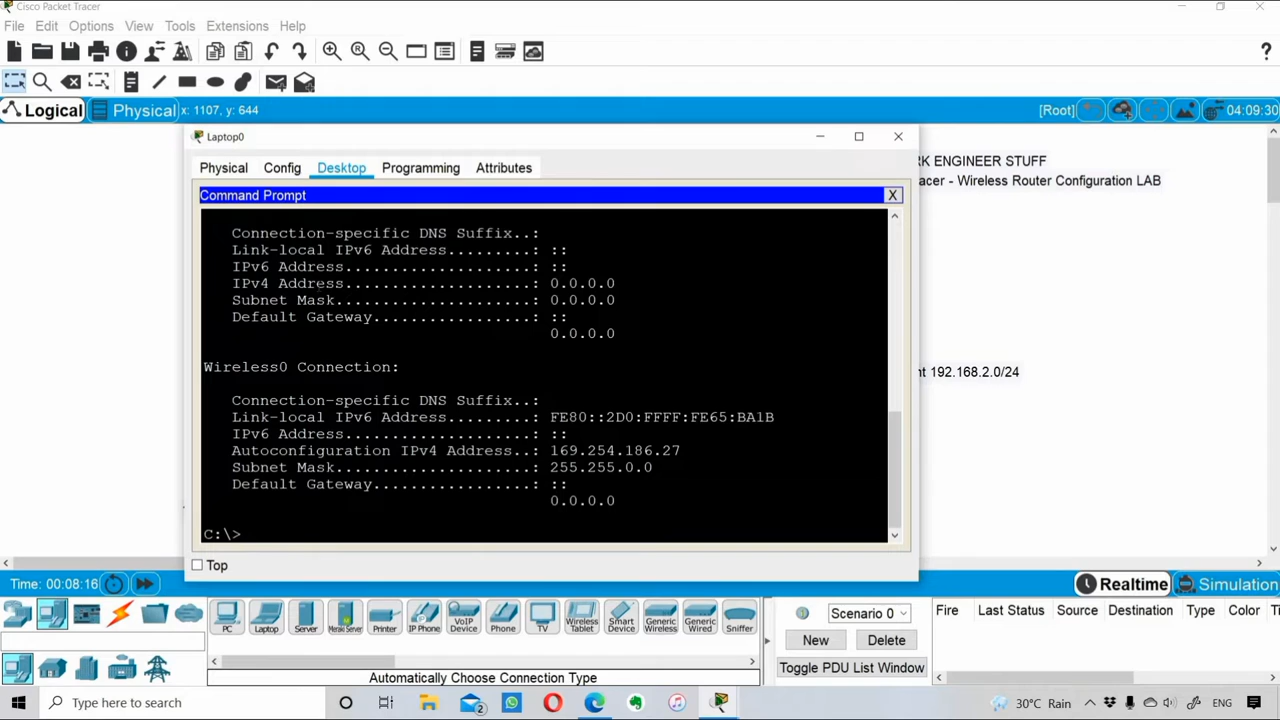 Cisco Packet Tracer
File Edit Options View Tools Extensions Help
?
Logical Physical x: 1107, y: 644 [Root] 04:09:30
Laptop0
RK ENGINEER STUFF
Physical Config Desktop Programming Attributes
acer - Wireless Router Configuration LAB
Command Prompt X
Connection-specific DNS Suffix..:
Link-local IPv6 Address.........: ::
IPv6 Address....................: ::
IPv4 Address....................: 0.0.0.0
Subnet Mask.....................: 0.0.0.0
Default Gateway.................: ::
0.0.0.0
Wireless0 Connection:
nt 192.168.2.0/24
Connection-specific DNS Suffix..:
Link-local IPv6 Address.........: FE80::2D0:FFFF:FE65:BA1B
IPv6 Address....................: ::
Autoconfiguration IPv4 Address..: 169.254.186.27
Subnet Mask.....................: 255.255.0.0
Default Gateway.................: ::
0.0.0.0
C:\>
Top
Time: 00:08:16 Realtime Simulation
PC Laptop Server Meraki Server Printer IP Phone VoIP Device Phone TV Wireless Tablet Smart Device Generic Wireless Generic Wired Sniffer
Scenario 0
New Delete
Toggle PDU List Window
Fire Last Status Source Destination Type Color Ti
Automatically Choose Connection Type
Type here to search 2 30°C Rain ENG